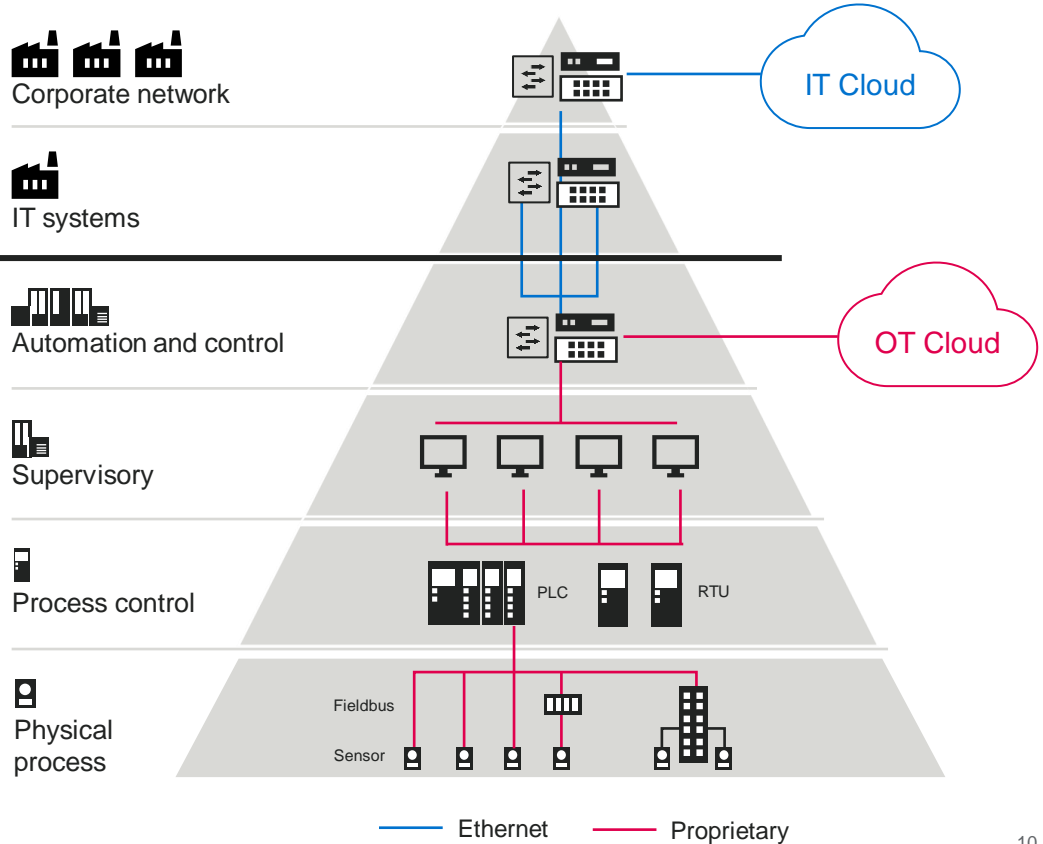 Corporate network
IT Cloud
IT systems
Automation and control
OT Cloud
Supervisory
Process control
PLC
RTU
Fieldbus
Physical
process
Sensor
Ethernet
Proprietary
10